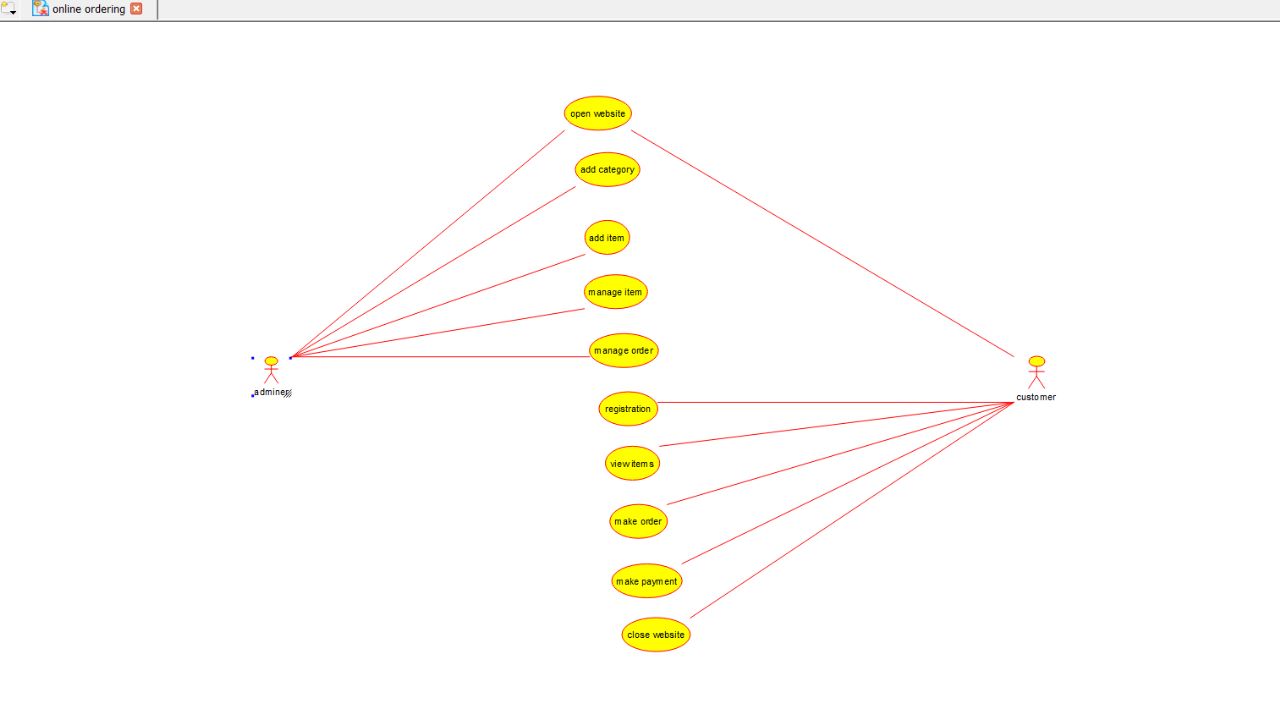 online ordering
open website
add category
add item
manage item
manage order
adminer
customer
registration
view items
make order
make payment
close website